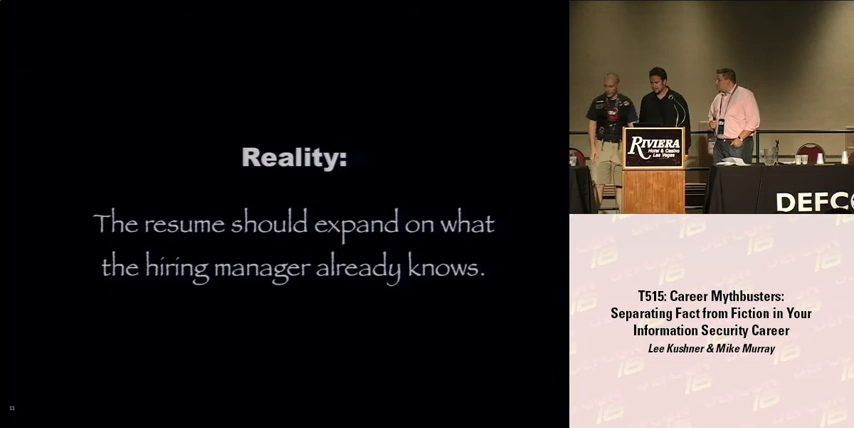 Reality:
The resume should expand on what
the hiring manager already knows.
11
RIVIERA
Hotel & Casino
Las Vegas
DEFC
T515: Career Mythbusters:
Separating Fact from Fiction in Your
Information Security Career
Lee Kushner & Mike Murray